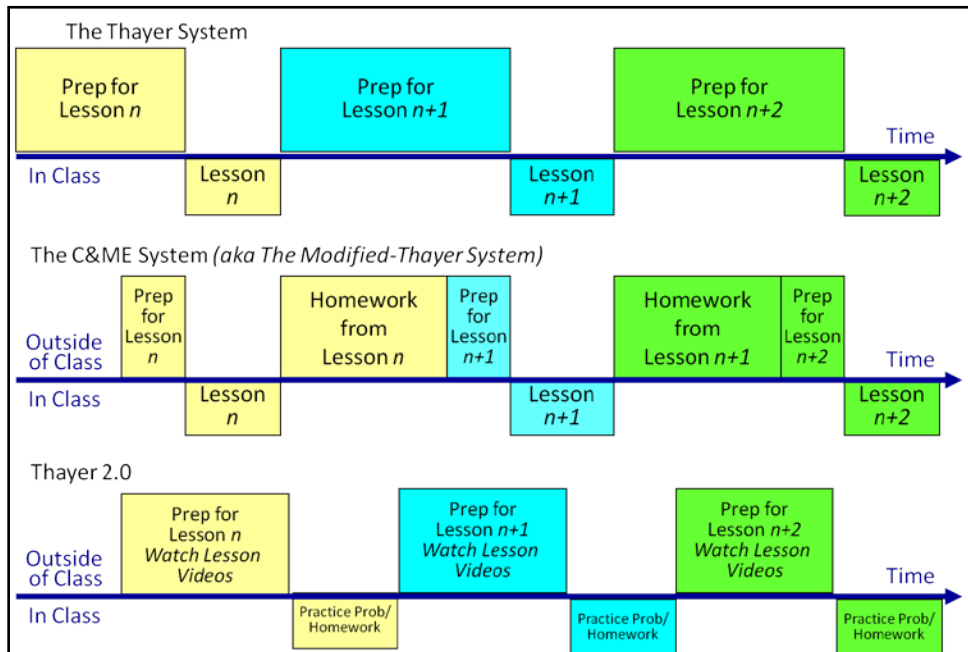 The Thayer System
Prep for
Lesson n
Prep for
Lesson n+1
Prep for
Lesson n+2
Time
In Class
Lesson
n
Lesson
n+1
Lesson
n+2
The C&ME System (aka The Modified-Thayer System)
Prep
for
Lesson
n
Homework
from
Lesson n
Prep
for
Lesson
n+1
Homework
from
Lesson n+1
Prep
for
Lesson
n+2
Outside
of Class
Time
In Class
Lesson
n
Lesson
n+1
Lesson
n+2
Thayer 2.0
Prep for
Lesson n
Watch Lesson
Videos
Prep for
Lesson n+1
Watch Lesson
Videos
Prep for
Lesson n+2
Watch Lesson
Videos
Outside
of Class
Time
In Class
Practice Prob/
Homework
Practice Prob/
Homework
Practice Prob/
Homework